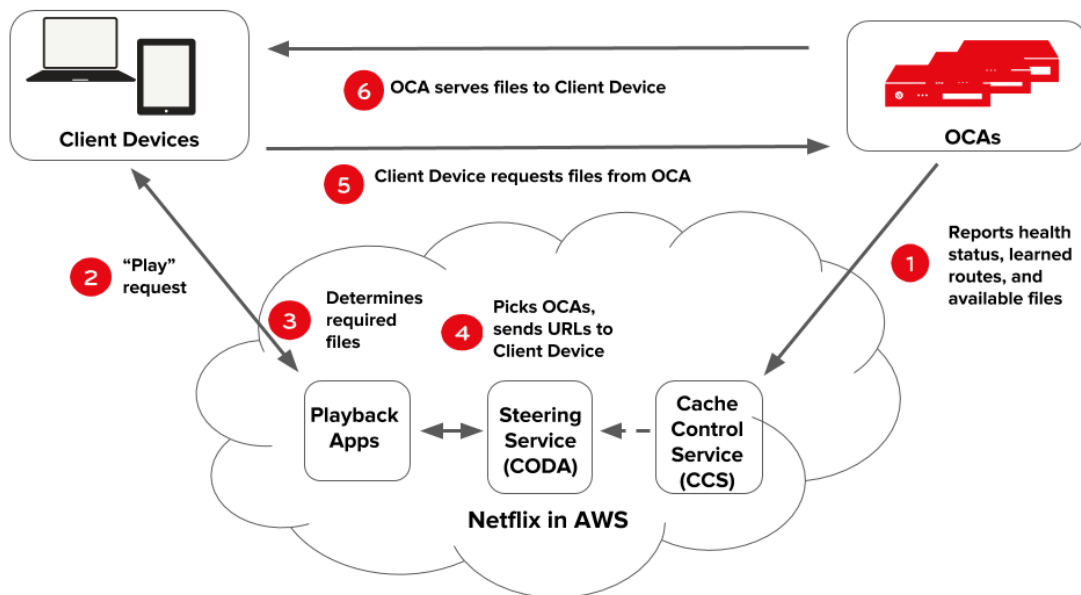 6
OCA serves files to Client Device
Client Devices
OCAs
5
Client Device requests files from OCA
1
Reports health
status, learned
routes, and
available files
2
“Play”
request
3
Determines
required
files
4
Picks OCAs,
sends URLs to
Client Device
Playback
Apps
Steering
Service
(CODA)
Cache
Control
Service
(CCS)
Netflix in AWS